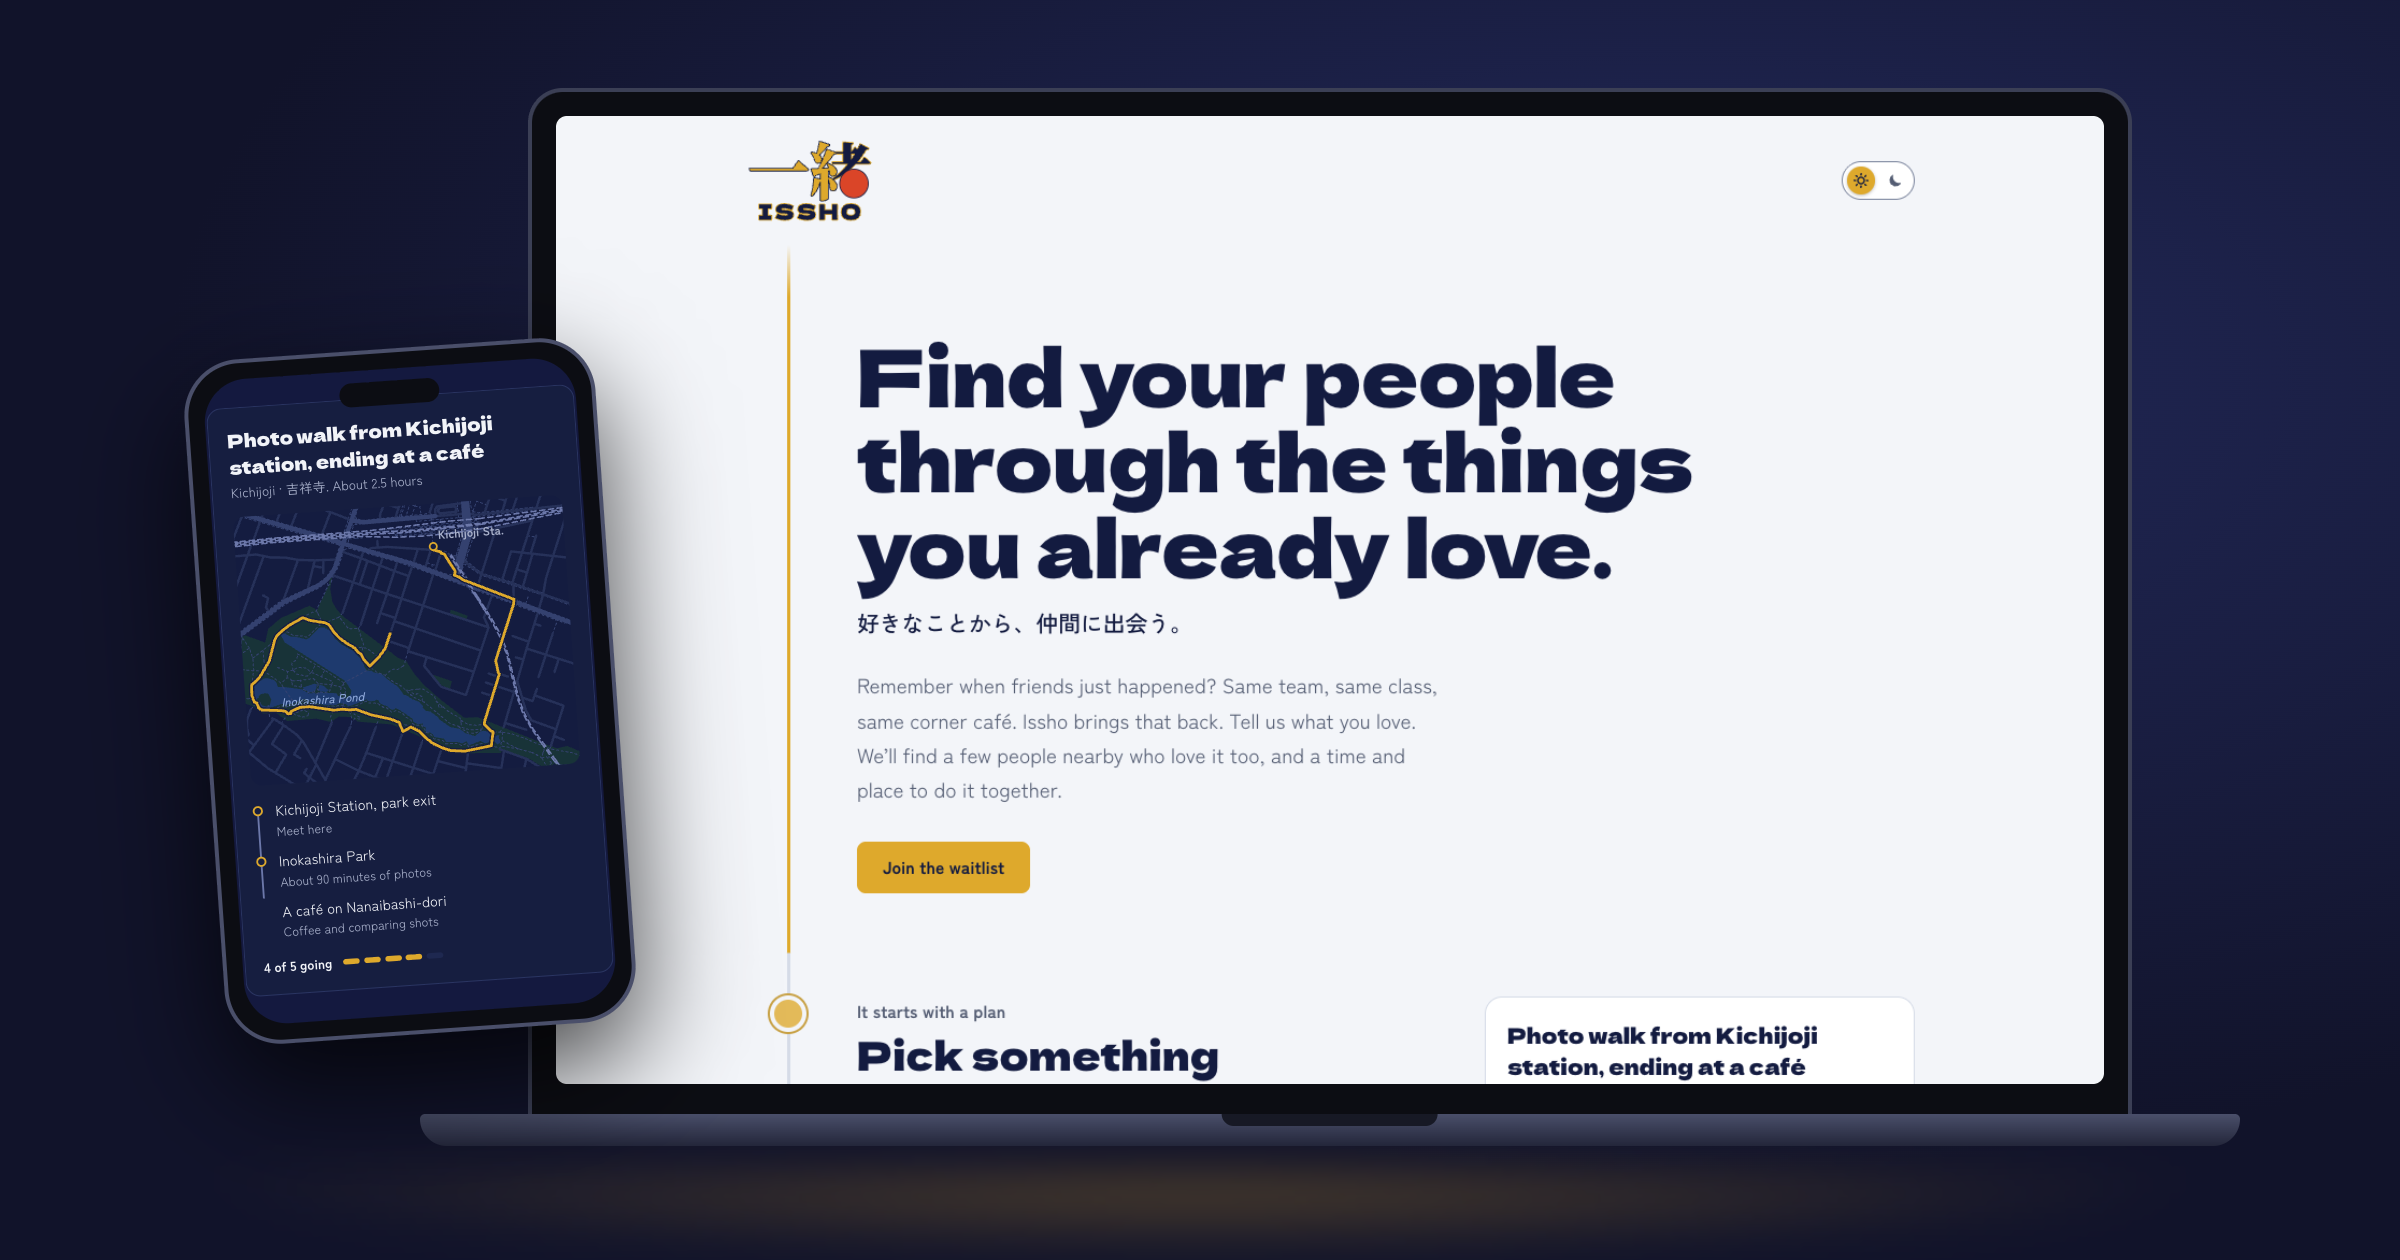 一緒
ISSHO
Find your people
through the things
you already love.
好きなことから、仲間に出会う。
Remember when friends just happened? Same team, same class,
same corner café. Issho brings that back. Tell us what you love.
We'll find a few people nearby who love it too, and a time and
place to do it together.
Join the waitlist
It starts with a plan
Pick something
Photo walk from Kichijoji
station, ending at a café
Photo walk from Kichijoji
station, ending at a café
Kichijoji · 吉祥寺. About 2.5 hours
Kichijoji Sta.
Inokashira Pond
Kichijoji Station, park exit
Meet here
Inokashira Park
About 90 minutes of photos
A café on Nanaibashi-dori
Coffee and comparing shots
4 of 5 going